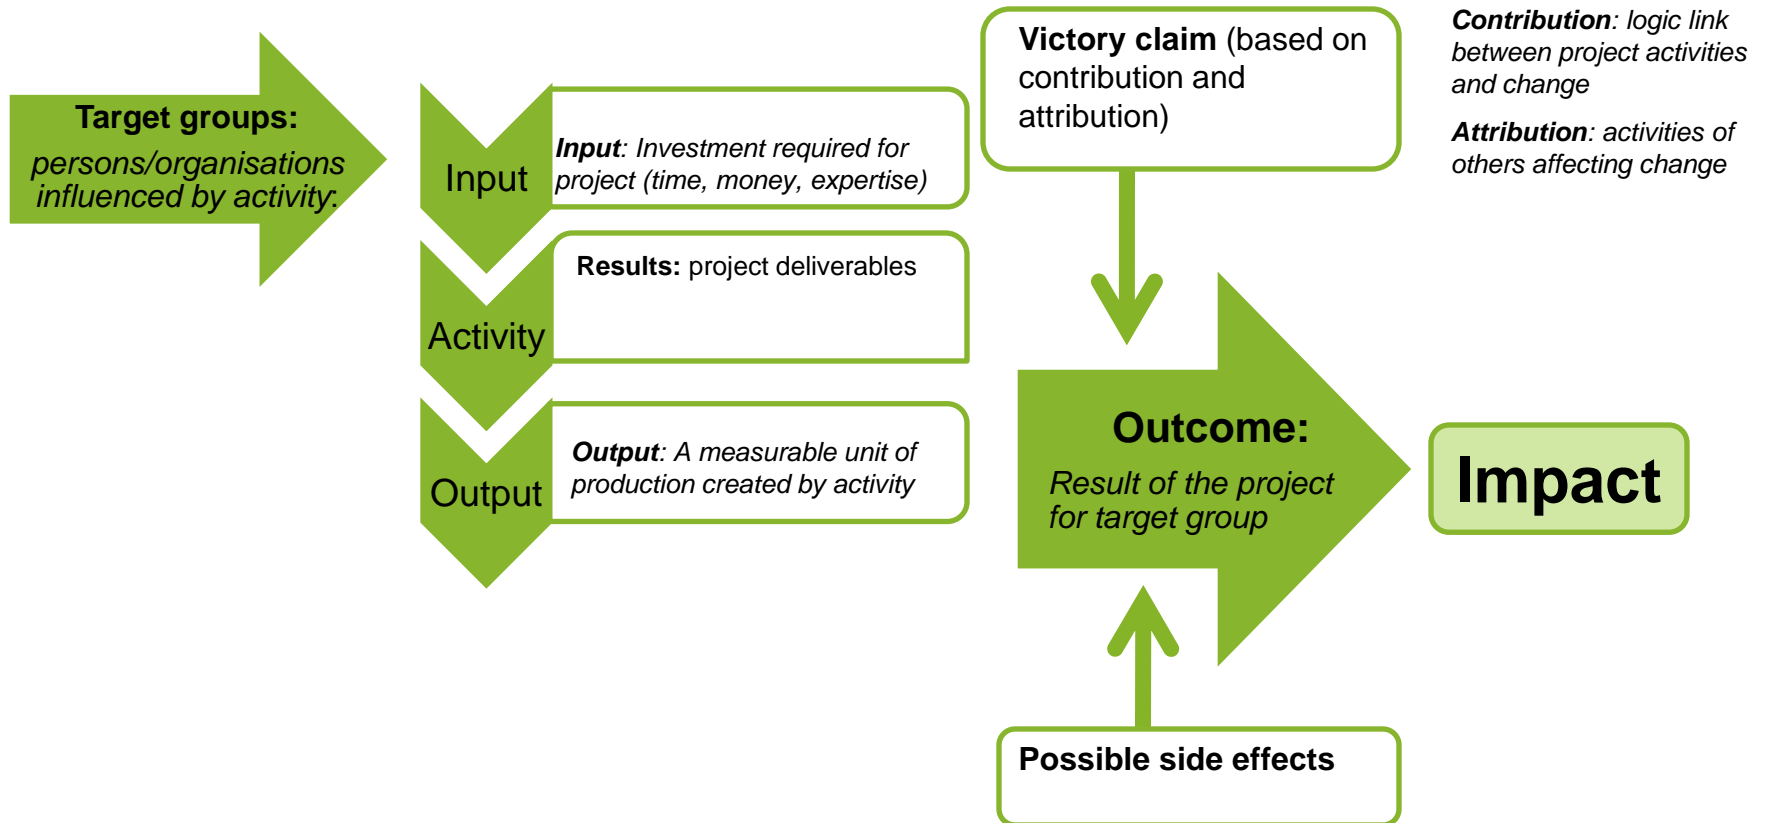 Target groups:
persons/organisations
influenced by activity:
Input
Input: Investment required for
project (time, money, expertise)
Activity
Results: project deliverables
Output
Output: A measurable unit of
production created by activity
Victory claim (based on
contribution and
attribution)
Contribution: logic link
between project activities
and change
Attribution: activities of
others affecting change
Outcome:
Result of the project
for target group
Impact
Possible side effects